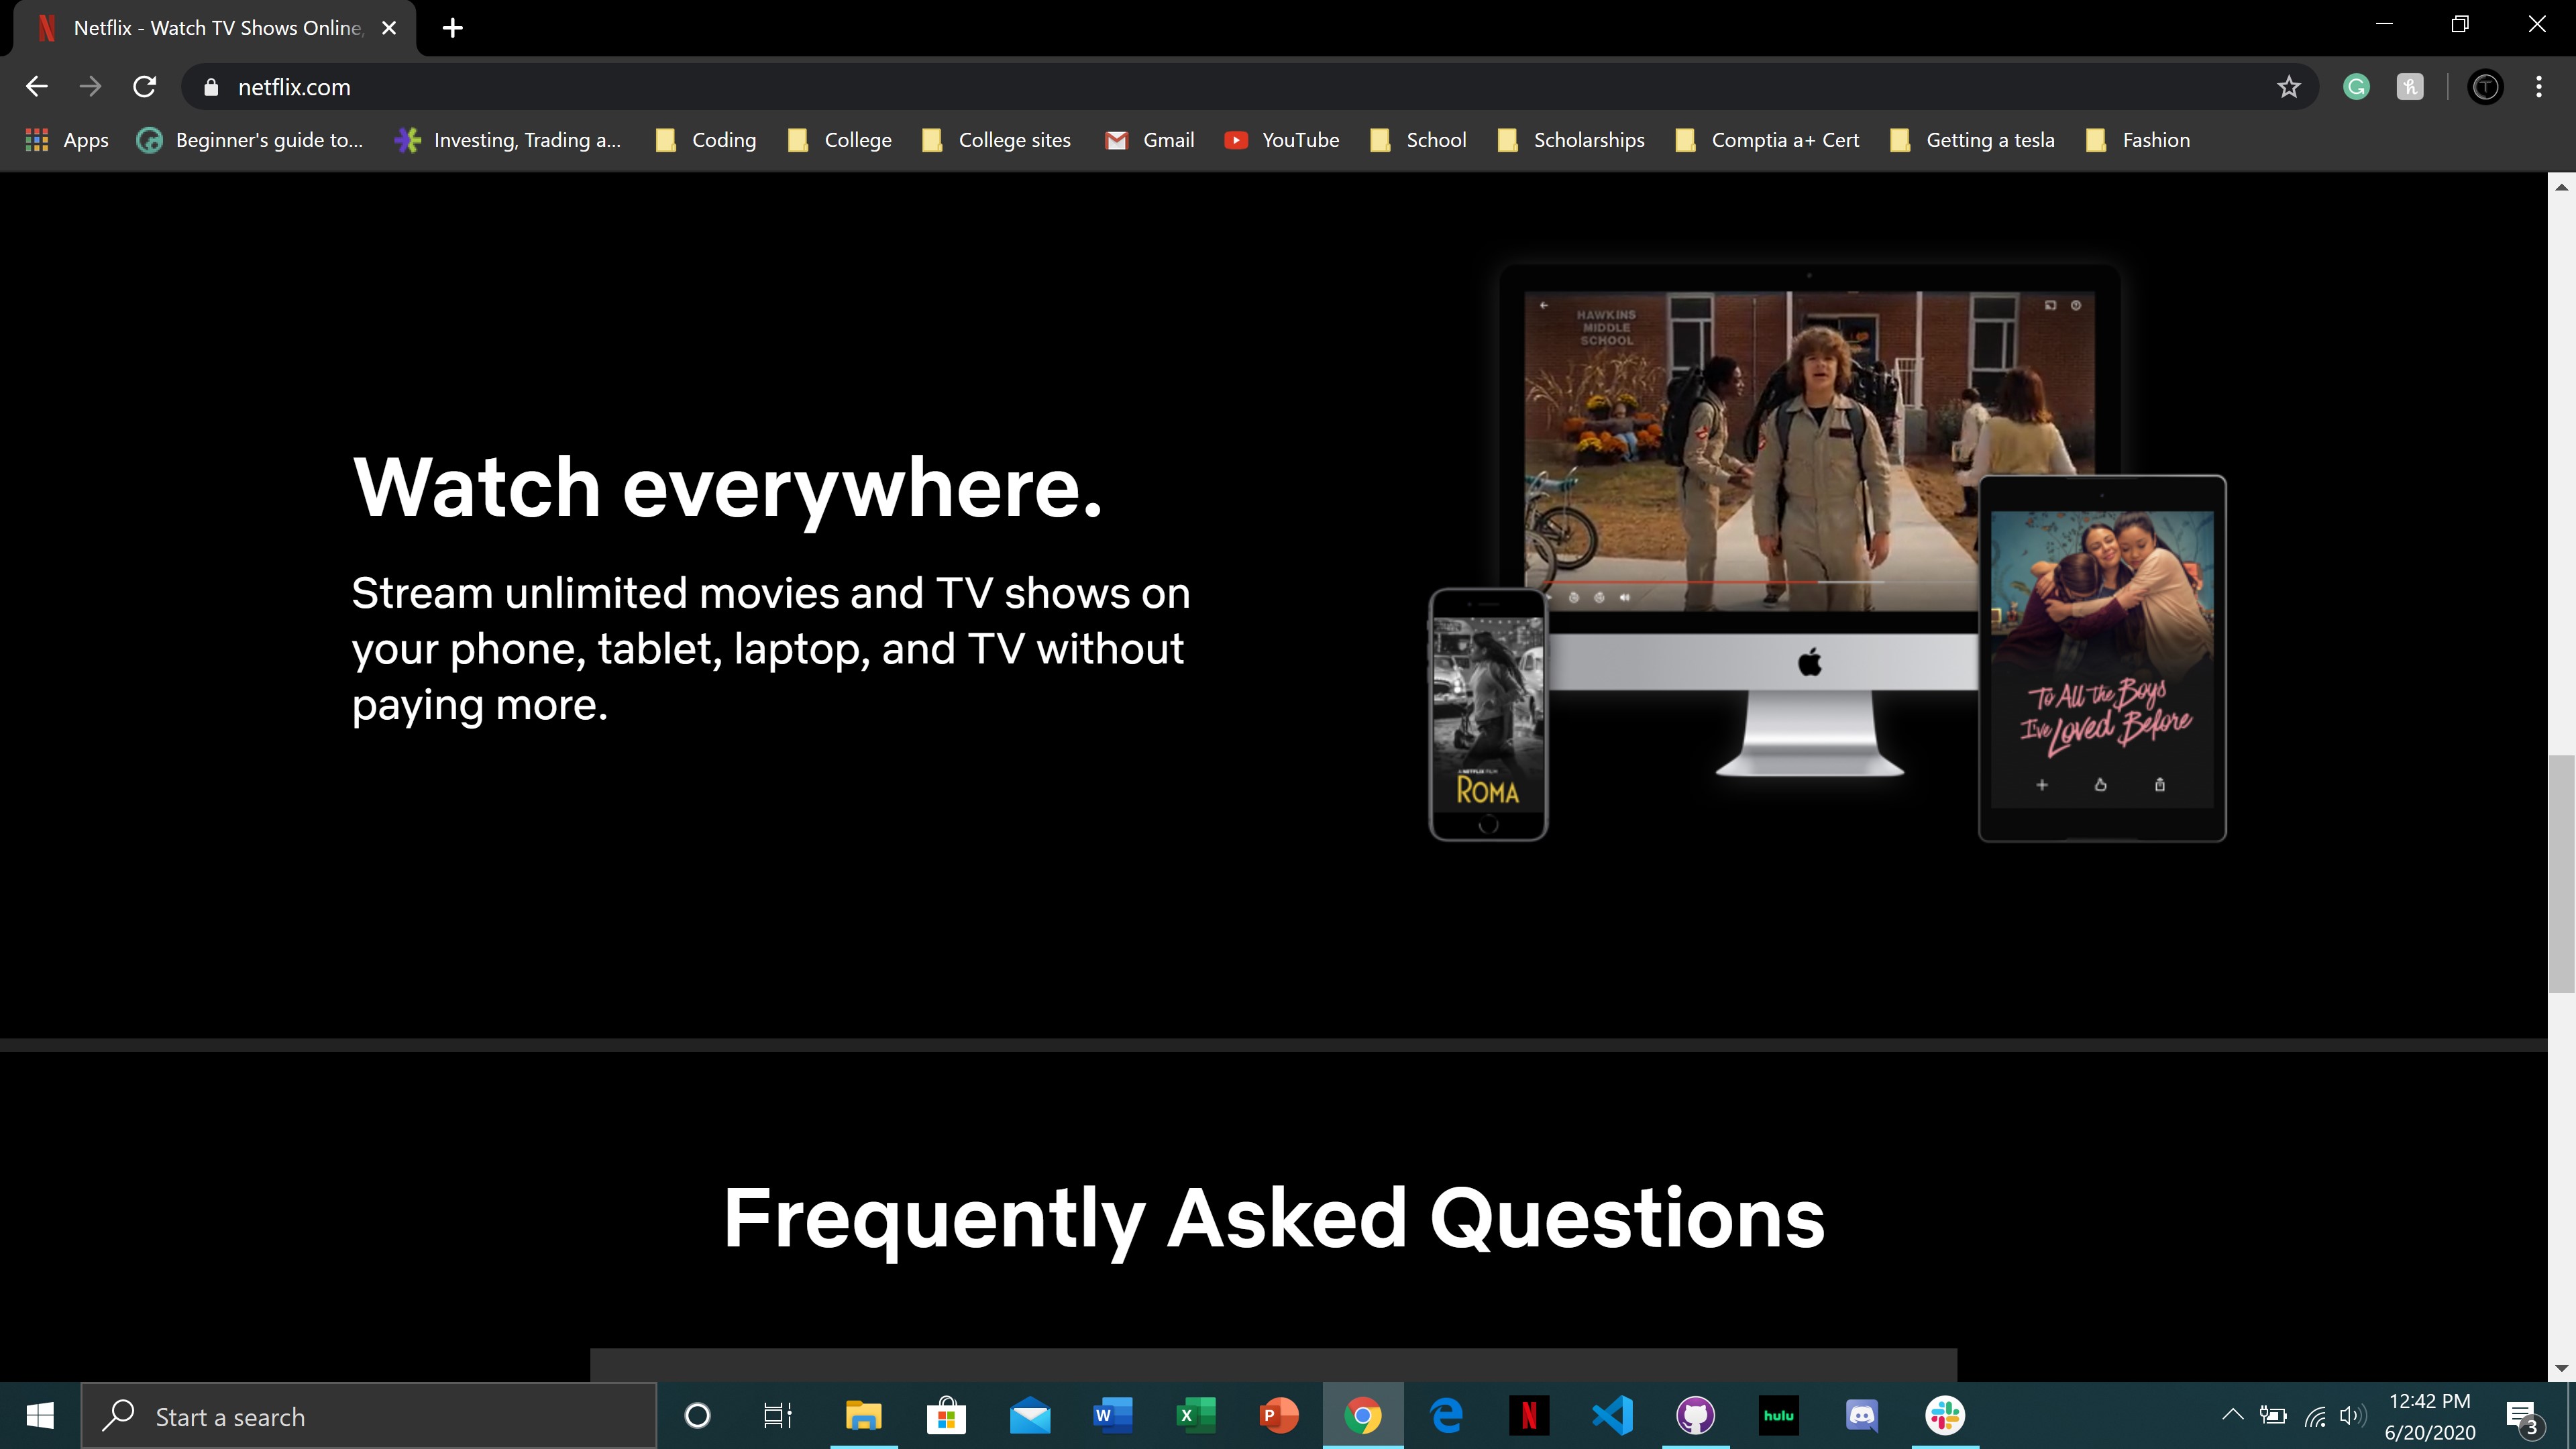 Netflix - Watch TV Shows Online,
netflix.com
Apps
Beginner's guide to...
Investing, Trading a...
Coding
College
College sites
Gmail
YouTube
School
Scholarships
Comptia a+ Cert
Getting a tesla
Fashion
Watch everywhere.
Stream unlimited movies and TV shows on
your phone, tablet, laptop, and TV without
paying more.
HAWKINS
MIDDLE
SCHOOL
A NETFLIX FILM
ROMA
To All the Boys
I've Loved Before
Frequently Asked Questions
Start a search
hulu
12:42 PM
6/20/2020
3